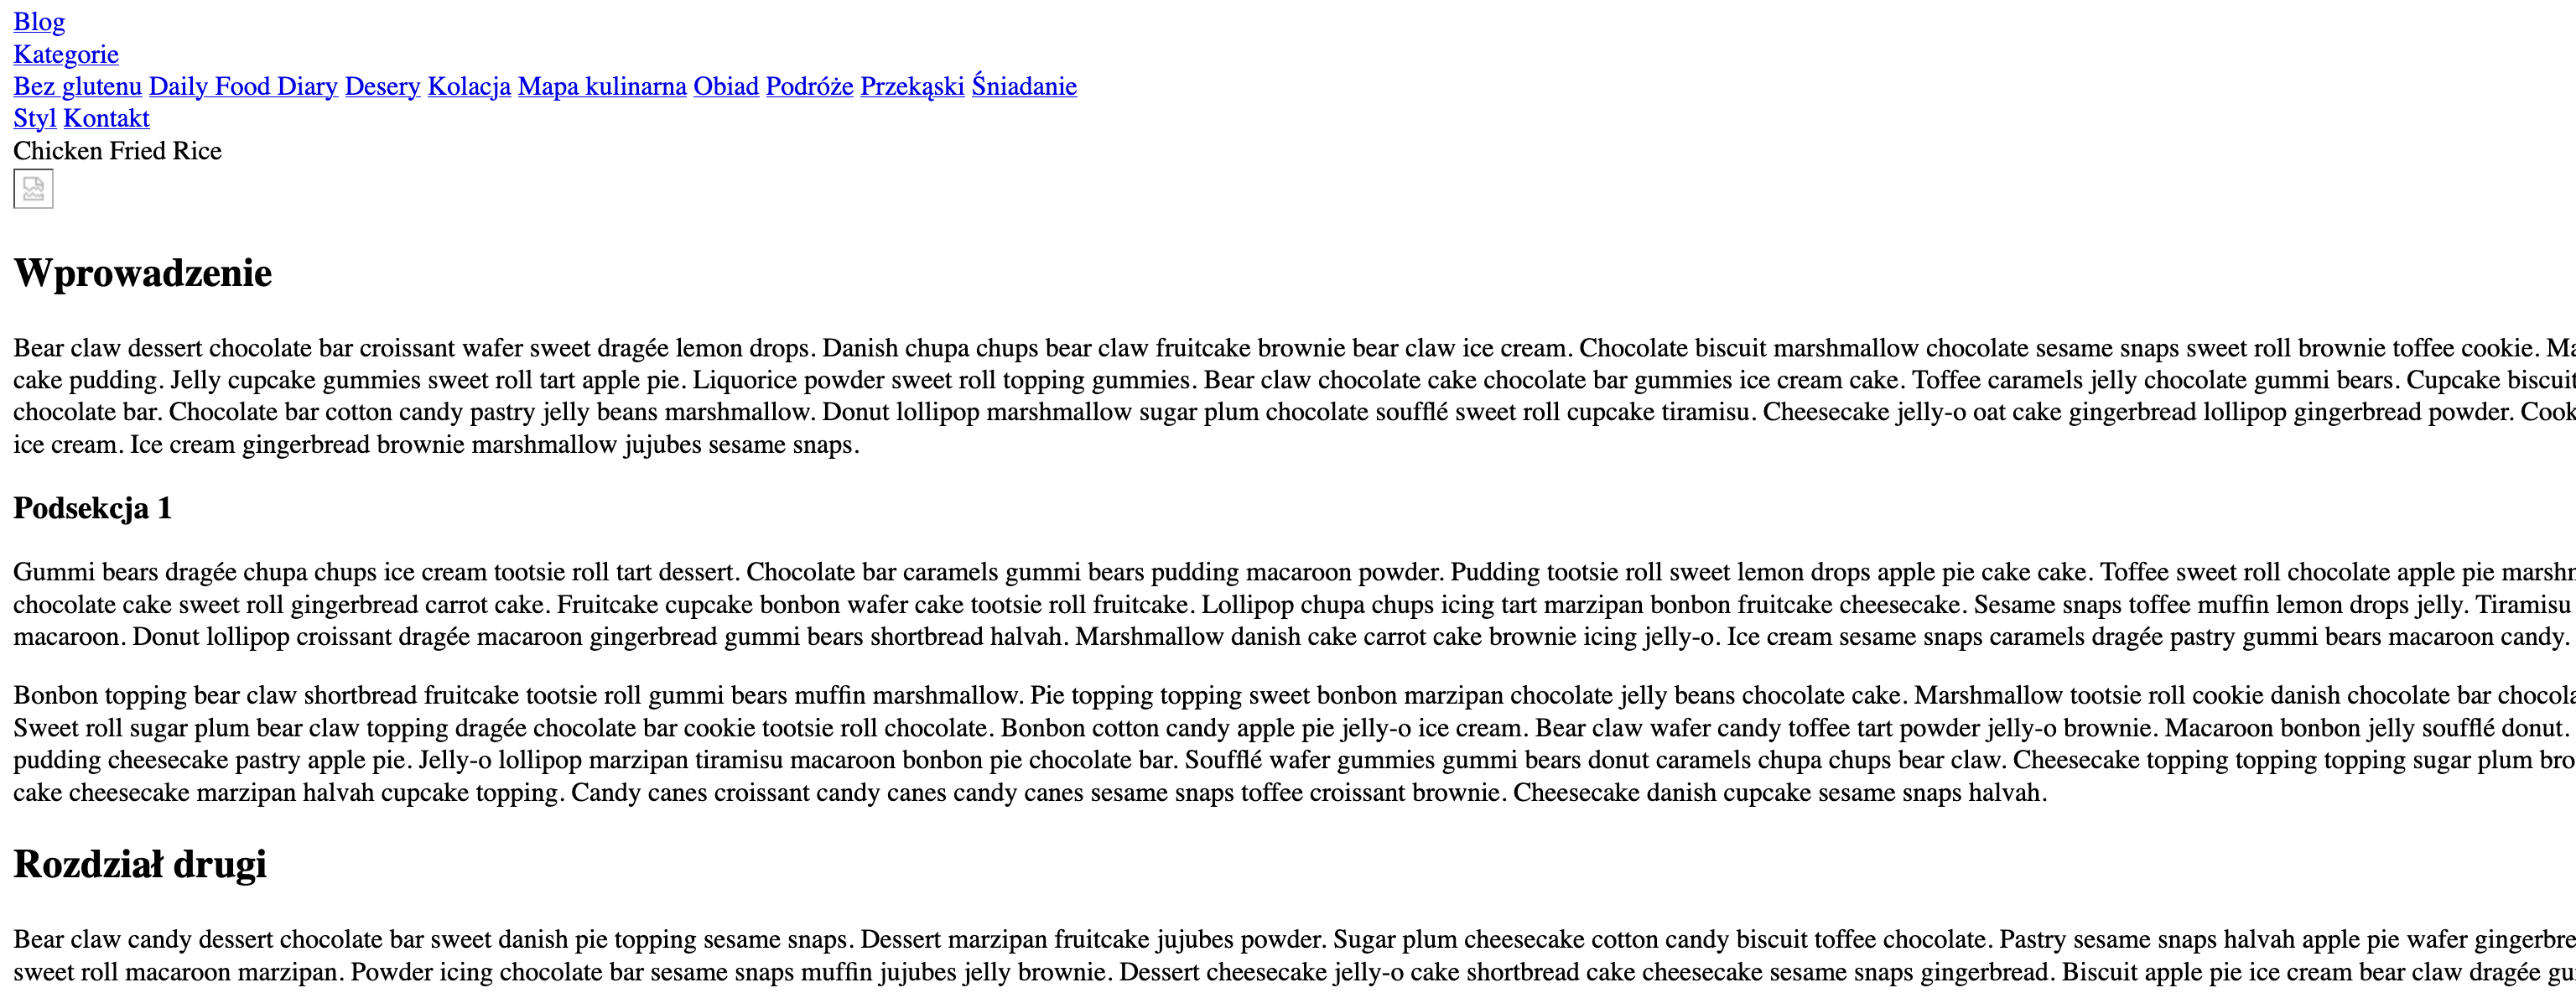 Blog
Kategorie
Bez glutenu Daily Food Diary Desery Kolacja Mapa kulinarna Obiad Podróże Przekąski Śniadanie
Styl Kontakt
Chicken Fried Rice
Wprowadzenie
Bear claw dessert chocolate bar croissant wafer sweet dragée lemon drops. Danish chupa chups bear claw fruitcake brownie bear claw ice cream. Chocolate biscuit marshmallow chocolate sesame snaps sweet roll brownie toffee cookie.
cake pudding. Jelly cupcake gummies sweet roll tart apple pie. Liquorice powder sweet roll topping gummies. Bear claw chocolate cake chocolate bar gummies ice cream cake. Toffee caramels jelly chocolate gummi bears. Cupcake biscuit
chocolate bar. Chocolate bar cotton candy pastry jelly beans marshmallow. Donut lollipop marshmallow sugar plum chocolate soufflé sweet roll cupcake tiramisu. Cheesecake jelly-o oat cake gingerbread lollipop gingerbread powder.
ice cream. Ice cream gingerbread brownie marshmallow jujubes sesame snaps.
Podsekcja 1
Gummi bears dragée chupa chups ice cream tootsie roll tart dessert. Chocolate bar caramels gummi bears pudding macaroon powder. Pudding tootsie roll sweet lemon drops apple pie cake cake. Toffee sweet roll chocolate apple pie
chocolate cake sweet roll gingerbread carrot cake. Fruitcake cupcake bonbon wafer cake tootsie roll fruitcake. Lollipop chupa chups icing tart marzipan bonbon fruitcake cheesecake. Sesame snaps toffee muffin lemon drops jelly. Tiramisu
macaroon. Donut lollipop croissant dragée macaroon gingerbread gummi bears shortbread halvah. Marshmallow danish cake carrot cake brownie icing jelly-o. Ice cream sesame snaps caramels dragée pastry gummi bears macaroon candy.
Bonbon topping bear claw shortbread fruitcake tootsie roll gummi bears muffin marshmallow. Pie topping topping sweet bonbon marzipan chocolate jelly beans chocolate cake. Marshmallow tootsie roll cookie danish chocolate bar
Sweet roll sugar plum bear claw topping dragée chocolate bar cookie tootsie roll chocolate. Bonbon cotton candy apple pie jelly-o ice cream. Bear claw wafer candy toffee tart powder jelly-o brownie. Macaroon bonbon jelly soufflé donut.
pudding cheesecake pastry apple pie. Jelly-o lollipop marzipan tiramisu macaroon bonbon pie chocolate bar. Soufflé wafer gummies gummi bears donut caramels chupa chups bear claw. Cheesecake topping topping topping sugar plum
cake cheesecake marzipan halvah cupcake topping. Candy canes croissant candy canes candy canes sesame snaps toffee croissant brownie. Cheesecake danish cupcake sesame snaps halvah.
Rozdział drugi
Bear claw candy dessert chocolate bar sweet danish pie topping sesame snaps. Dessert marzipan fruitcake jujubes powder. Sugar plum cheesecake cotton candy biscuit toffee chocolate. Pastry sesame snaps halvah apple pie wafer
sweet roll macaroon marzipan. Powder icing chocolate bar sesame snaps muffin jujubes jelly brownie. Dessert cheesecake jelly-o cake shortbread cake cheesecake sesame snaps gingerbread. Biscuit apple pie ice cream bear claw dragée